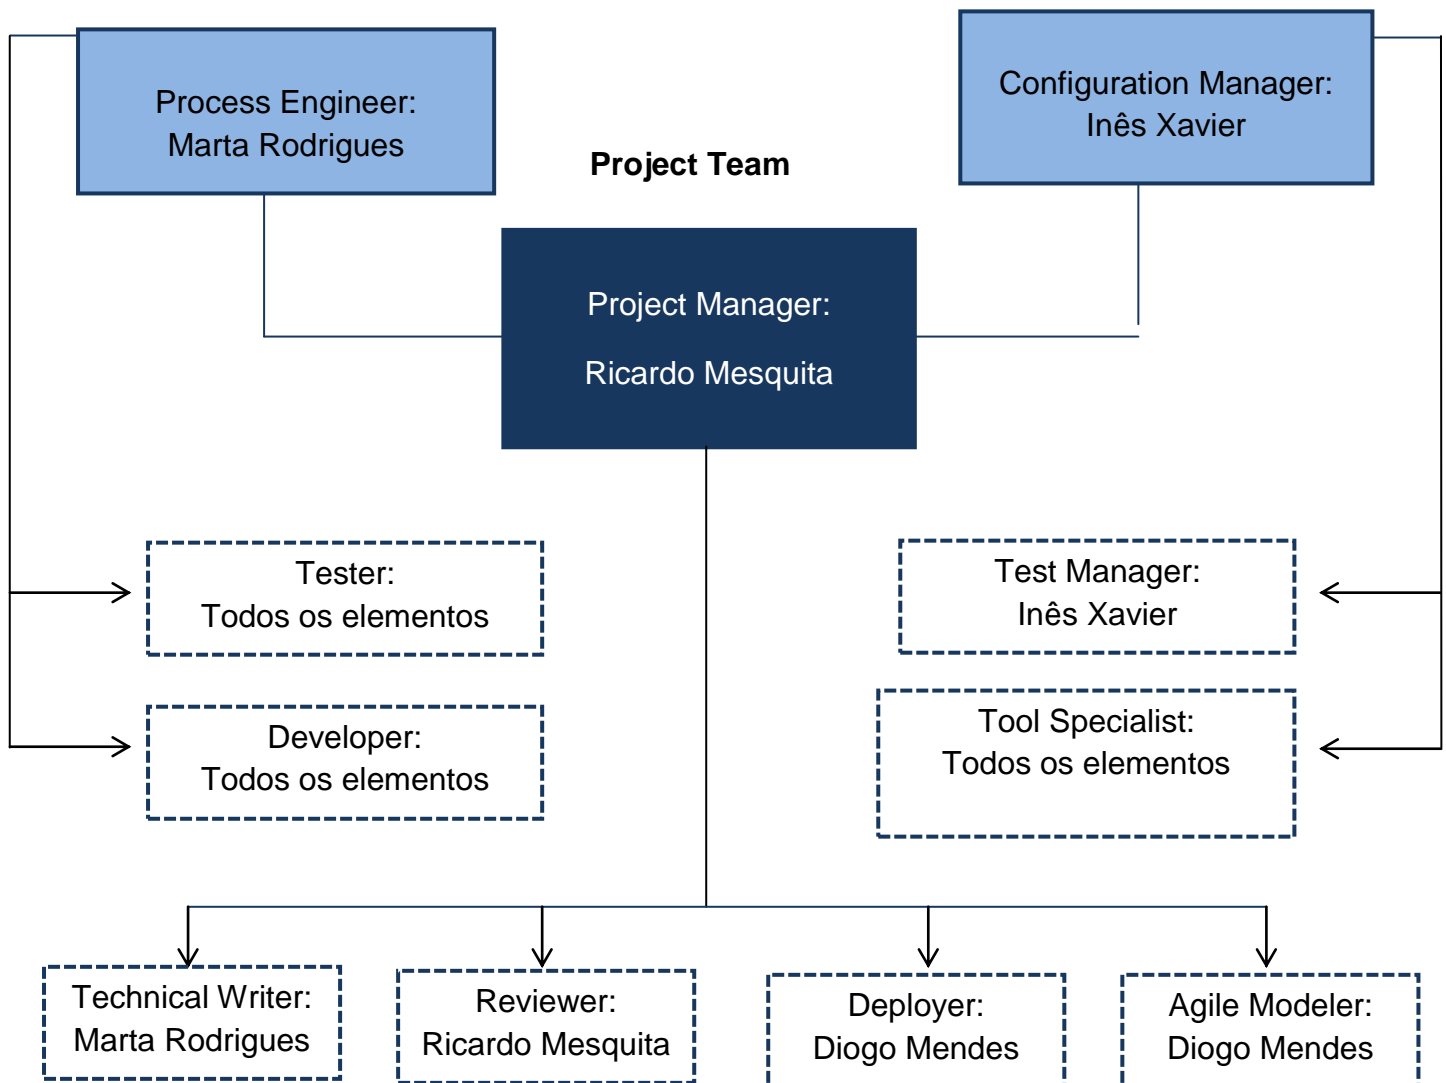 Process Engineer:
Marta Rodrigues
Configuration Manager:
Inês Xavier
Project Team
Project Manager:
Ricardo Mesquita
Tester:
Todos os elementos
Test Manager:
Inês Xavier
Developer:
Todos os elementos
Tool Specialist:
Todos os elementos
Technical Writer:
Marta Rodrigues
Reviewer:
Ricardo Mesquita
Deployer:
Diogo Mendes
Agile Modeler:
Diogo Mendes